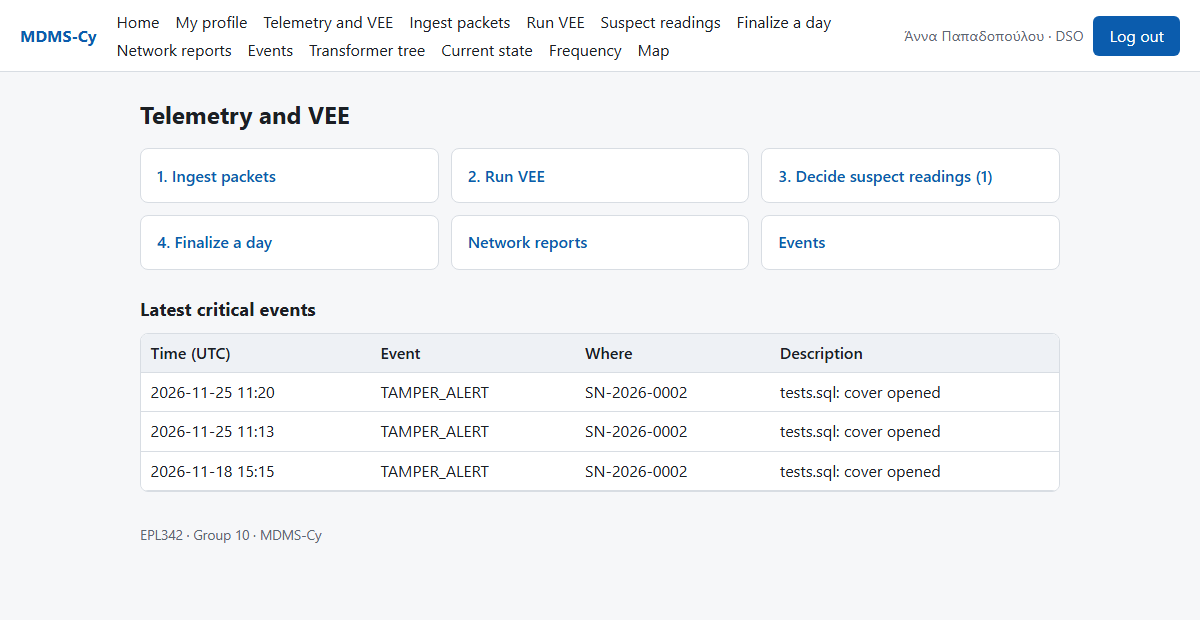 MDMS-Cy
Home My profile Telemetry and VEE Ingest packets Run VEE Suspect readings Finalize a day
Network reports Events Transformer tree Current state Frequency Map
Άννα Παπαδοπούλου · DSO
Log out
Telemetry and VEE
1. Ingest packets
2. Run VEE
3. Decide suspect readings (1)
4. Finalize a day
Network reports
Events
Latest critical events
Time (UTC) Event Where Description
2026-11-25 11:20 TAMPER_ALERT SN-2026-0002 tests.sql: cover opened
2026-11-25 11:13 TAMPER_ALERT SN-2026-0002 tests.sql: cover opened
2026-11-18 15:15 TAMPER_ALERT SN-2026-0002 tests.sql: cover opened
EPL342 · Group 10 · MDMS-Cy